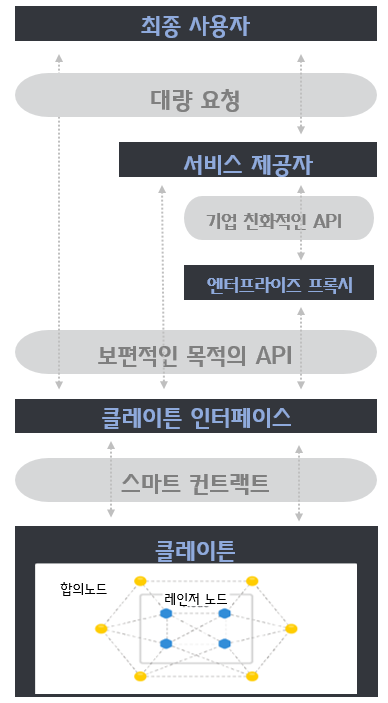 최종 사용자
대량 요청
서비스 제공자
기업 친화적인 API
엔터프라이즈 프록시
보편적인 목적의 API
클레이튼 인터페이스
스마트 컨트랙트
클레이튼
합의노드
레인저 노드